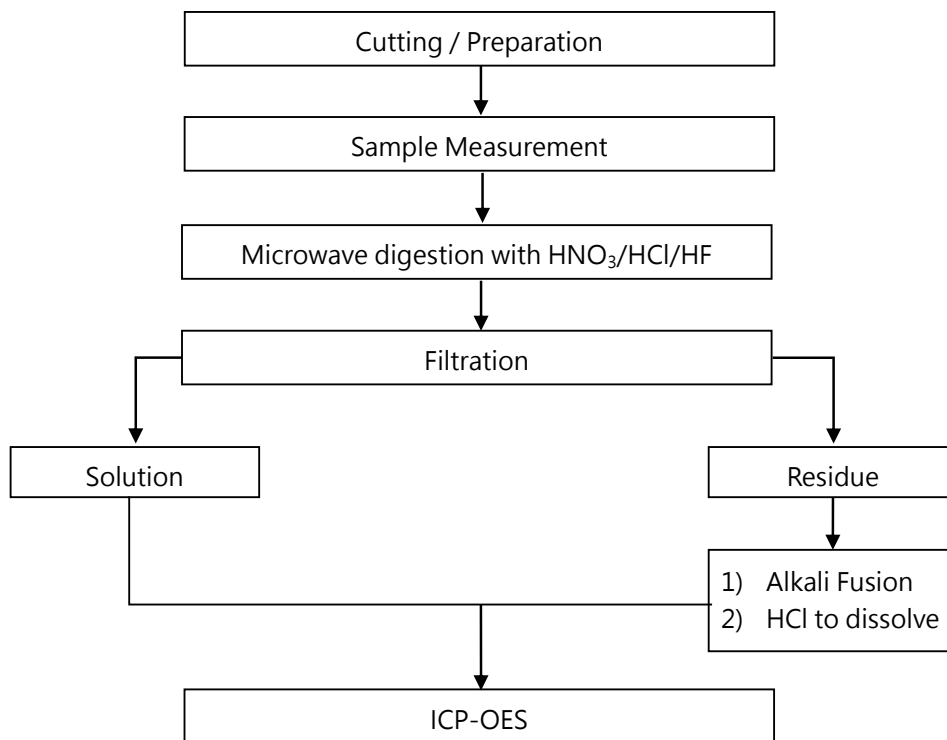 Cutting / Preparation
Sample Measurement
Microwave digestion with HNO₃/HCl/HF
Filtration
Solution
Residue
1) Alkali Fusion
2) HCl to dissolve
ICP-OES